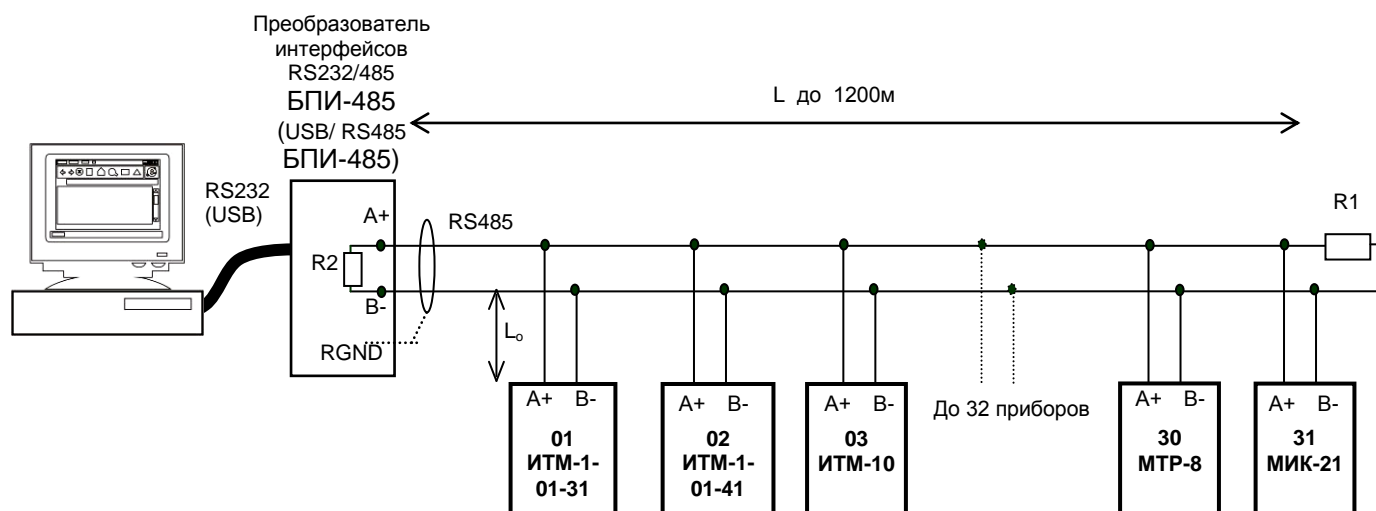 Преобразователь
интерфейсов
RS232/485
БПИ-485
(USB/ RS485
БПИ-485)
L до 1200м
RS232
(USB)
A+
RS485
R1
R2
B-
RGND
Lₒ
До 32 приборов
A+ B-
01
ИТМ-1-
01-31
A+ B-
02
ИТМ-1-
01-41
A+ B-
03
ИТМ-10
A+ B-
30
МТР-8
A+ B-
31
МИК-21